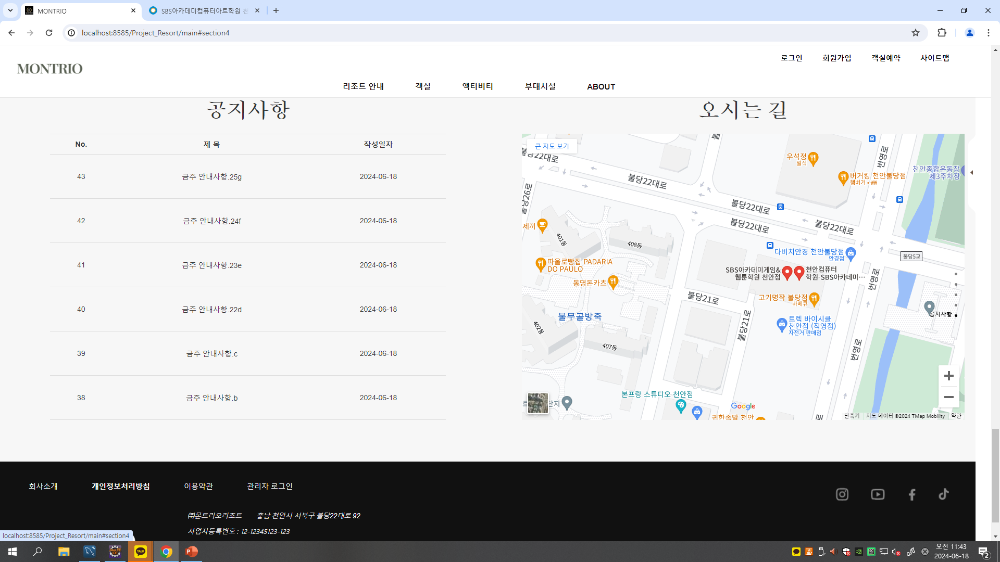 MONTRIO
SBS아카데미컴퓨터아트학원 천
localhost:8585/Project_Resort/main#section4
로그인 회원가입 객실예약 사이트맵
MONTRIO
리조트 안내 객실 액티비티 부대시설 ABOUT
공지사항
No. 제 목 작성일자
43 금주 안내사항.25g 2024-06-18
42 금주 안내사항.24f 2024-06-18
41 금주 안내사항.23e 2024-06-18
40 금주 안내사항.22d 2024-06-18
39 금주 안내사항.c 2024-06-18
38 금주 안내사항.b 2024-06-18
오시는 길
큰 지도 보기
불당22대로
불당22대로
불당22대로
불당22대로
불당22대로
불당26로
번영로
번영로
번영로
우석정
일식
버거킹 천안불당점
햄버거 • ₩₩
천안종합운동장
제3주차장
제끼
401동
408동
파울로빵집 PADARIA
DO PAULO
동명돈카츠
다비치안경 천안불당점
안경점
불당5교
SBS아카데미게임&
웹툰학원 천안점
천안컴퓨터
학원-SBS아카데미…
불당21로
불당21로
고기명작 불당점
바베큐
트렉 바이시클
천안점 (직영점)
자전거 판매점
불무골방죽
402동
407동
공지사항
본프랑 스튜디오 천안점
귀한족발 천안
단지
Google
단축키 지도 데이터 ©2024 TMap Mobility 약관
회사소개 개인정보처리방침 이용약관 관리자 로그인
㈜몬트리오리조트 충남 천안시 서북구 불당22대로 92
사업자등록번호 : 12-12345123-123
localhost:8585/Project_Resort/main#section4
TALK
오전 11:43
2024-06-18
2